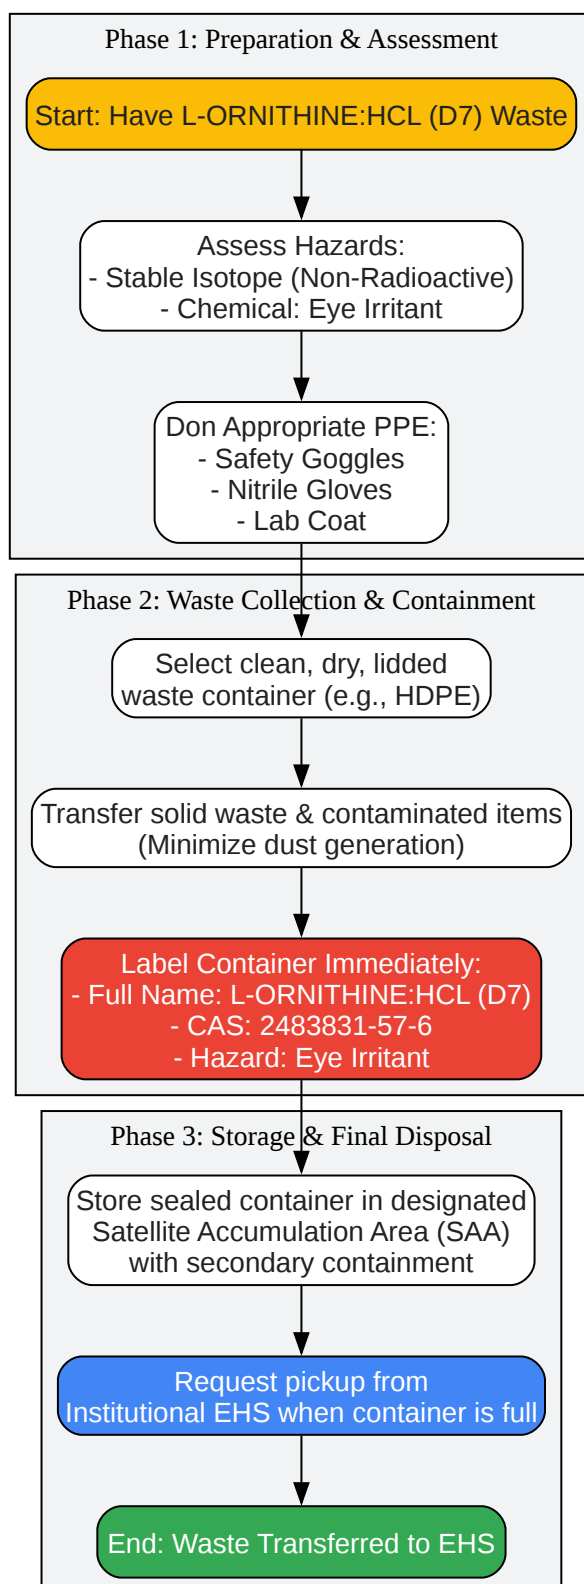 Phase 1: Preparation & Assessment
Start: Have L-ORNITHINE:HCL (D7) Waste
Assess Hazards:
- Stable Isotope (Non-Radioactive)
- Chemical: Eye Irritant
Don Appropriate PPE:
- Safety Goggles
- Nitrile Gloves
- Lab Coat
Phase 2: Waste Collection & Containment
Select clean, dry, lidded
waste container (e.g., HDPE)
Transfer solid waste & contaminated items
(Minimize dust generation)
Label Container Immediately:
- Full Name: L-ORNITHINE:HCL (D7)
- CAS: 2483831-57-6
- Hazard: Eye Irritant
Phase 3: Storage & Final Disposal
Store sealed container in designated
Satellite Accumulation Area (SAA)
with secondary containment
Request pickup from
Institutional EHS when container is full
End: Waste Transferred to EHS